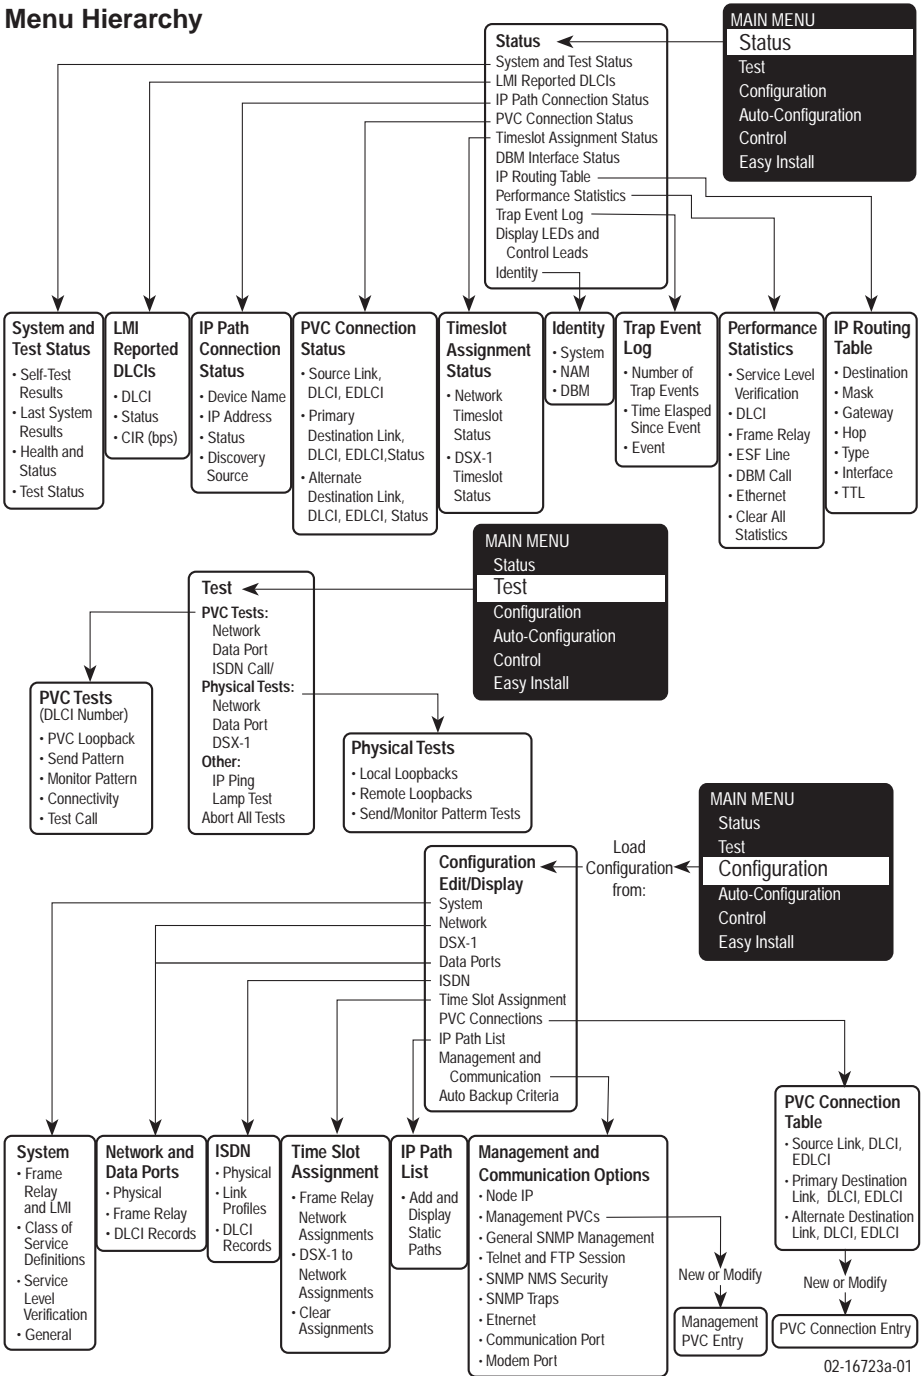 Menu Hierarchy
MAIN MENU
Status
Test
Configuration
Auto-Configuration
Control
Easy Install
Status
System and Test Status
LMI Reported DLCIs
IP Path Connection Status
PVC Connection Status
Timeslot Assignment Status
DBM Interface Status
IP Routing Table
Performance Statistics
Trap Event Log
Display LEDs and
Control Leads
Identity
System and
Test Status
• Self-Test
Results
• Last System
Results
• Health and
Status
• Test Status
LMI
Reported
DLCIs
• DLCI
• Status
• CIR (bps)
IP Path
Connection
Status
• Device Name
• IP Address
• Status
• Discovery
Source
PVC Connection
Status
• Source Link,
DLCI, EDLCI
• Primary
Destination Link,
DLCI, EDLCI,Status
• Alternate
Destination Link,
DLCI, EDLCI, Status
Timeslot
Assignment
Status
• Network
Timeslot
Status
• DSX-1
Timeslot
Status
Identity
• System
• NAM
• DBM
Trap Event
Log
• Number of
Trap Events
• Time Elasped
Since Event
• Event
Performance
Statistics
• Service Level
Verification
• DLCI
• Frame Relay
• ESF Line
• DBM Call
• Ethernet
• Clear All
Statistics
IP Routing
Table
• Destination
• Mask
• Gateway
• Hop
• Type
• Interface
• TTL
MAIN MENU
Status
Test
Configuration
Auto-Configuration
Control
Easy Install
Test
PVC Tests:
Network
Data Port
ISDN Call/
Physical Tests:
Network
Data Port
DSX-1
Other:
IP Ping
Lamp Test
Abort All Tests
PVC Tests
(DLCI Number)
• PVC Loopback
• Send Pattern
• Monitor Pattern
• Connectivity
• Test Call
Physical Tests
• Local Loopbacks
• Remote Loopbacks
• Send/Monitor Patterm Tests
MAIN MENU
Status
Test
Configuration
Auto-Configuration
Control
Easy Install
Load
Configuration
from:
Configuration
Edit/Display
System
Network
DSX-1
Data Ports
ISDN
Time Slot Assignment
PVC Connections
IP Path List
Management and
Communication
Auto Backup Criteria
System
• Frame
Relay
and LMI
• Class of
Service
Definitions
• Service
Level
Verification
• General
Network and
Data Ports
• Physical
• Frame Relay
• DLCI Records
ISDN
• Physical
• Link
Profiles
• DLCI
Records
Time Slot
Assignment
• Frame Relay
Network
Assignments
• DSX-1 to
Network
Assignments
• Clear
Assignments
IP Path
List
• Add and
Display
Static
Paths
Management and
Communication Options
• Node IP
• Management PVCs
• General SNMP Management
• Telnet and FTP Session
• SNMP NMS Security
• SNMP Traps
• Etnernet
• Communication Port
• Modem Port
New or Modify
Management
PVC Entry
PVC Connection
Table
• Source Link, DLCI,
EDLCI
• Primary Destination
Link, DLCI, EDLCI
• Alternate Destination
Link, DLCI, EDLCI
New or Modify
PVC Connection Entry
02-16723a-01